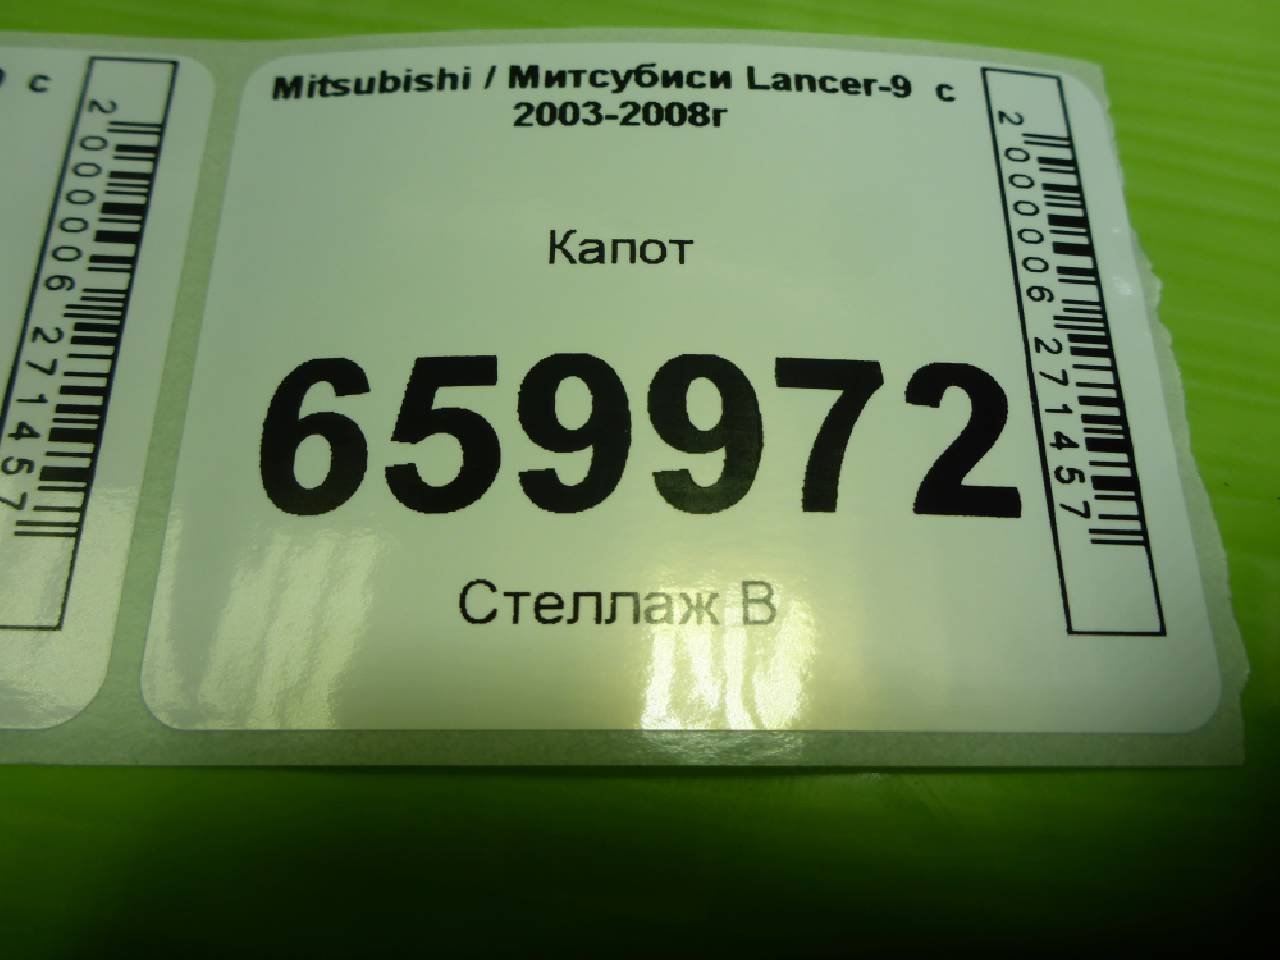 Mitsubishi / Митсубиси Lancer-9 с
2003-2008г
Капот
659972
Стеллаж В
2000006271457
с
2000006271457